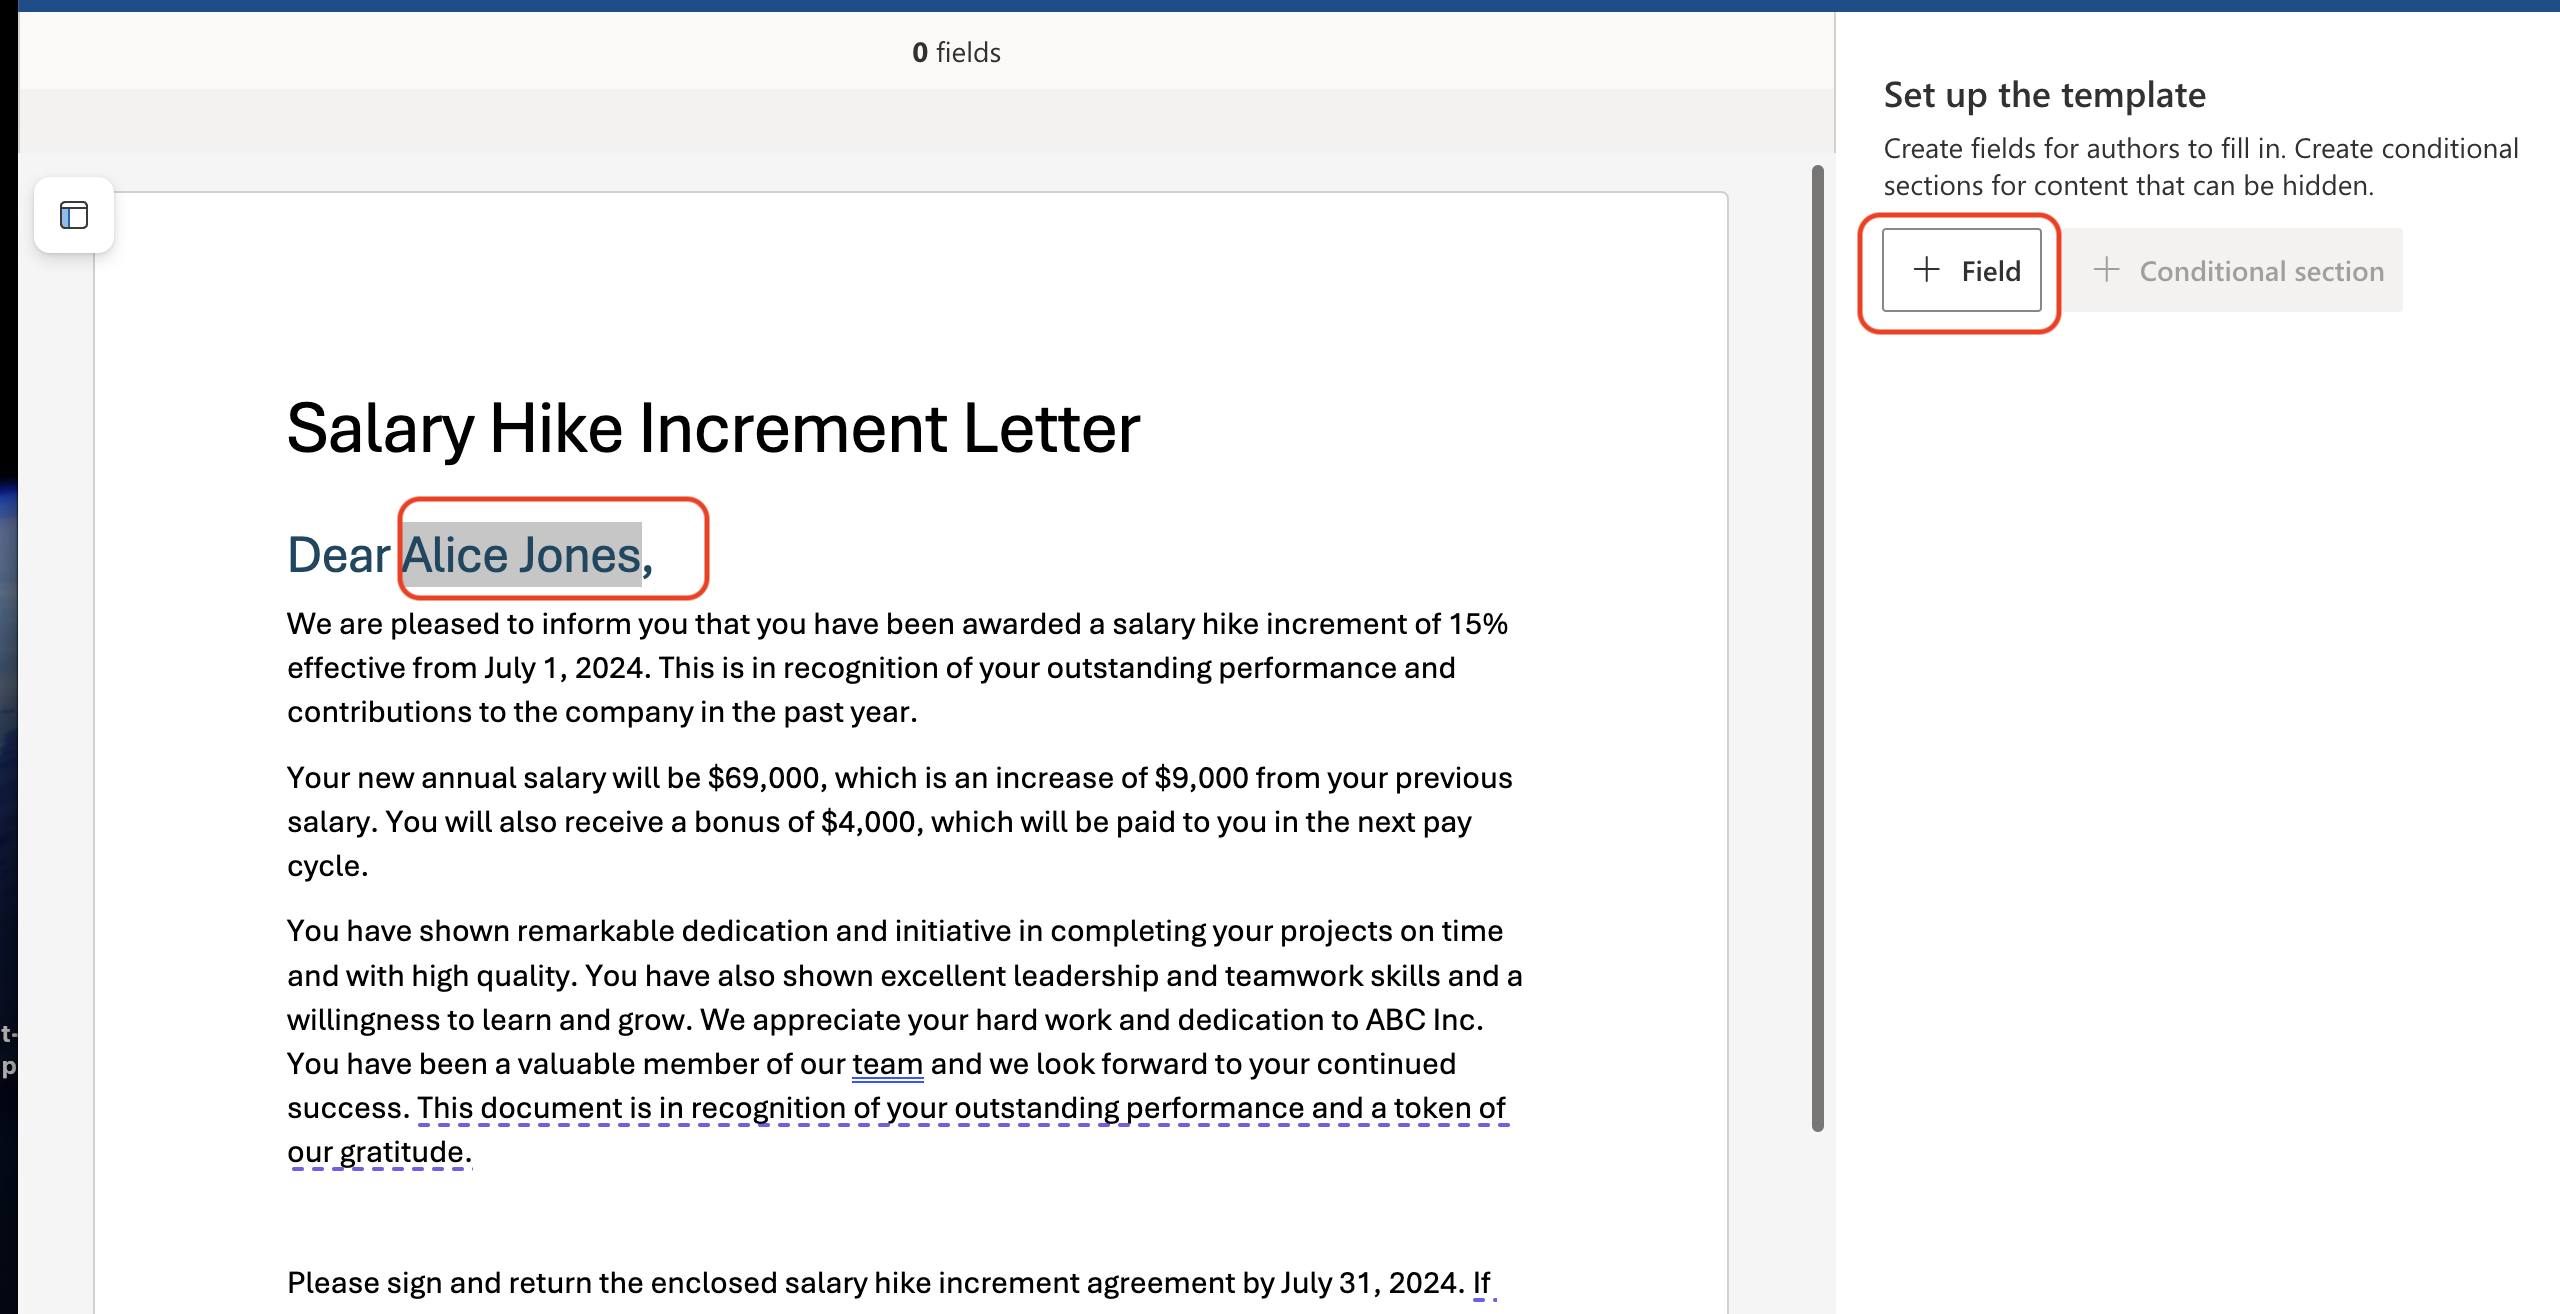 0 fields
Set up the template
Create fields for authors to fill in. Create conditional
sections for content that can be hidden.
+ Field
+ Conditional section
Salary Hike Increment Letter
Dear Alice Jones,
We are pleased to inform you that you have been awarded a salary hike increment of 15%
effective from July 1, 2024. This is in recognition of your outstanding performance and
contributions to the company in the past year.
Your new annual salary will be $69,000, which is an increase of $9,000 from your previous
salary. You will also receive a bonus of $4,000, which will be paid to you in the next pay
cycle.
You have shown remarkable dedication and initiative in completing your projects on time
and with high quality. You have also shown excellent leadership and teamwork skills and a
willingness to learn and grow. We appreciate your hard work and dedication to ABC Inc.
You have been a valuable member of our team and we look forward to your continued
success. This document is in recognition of your outstanding performance and a token of
our gratitude.
Please sign and return the enclosed salary hike increment agreement by July 31, 2024. If
t-
p